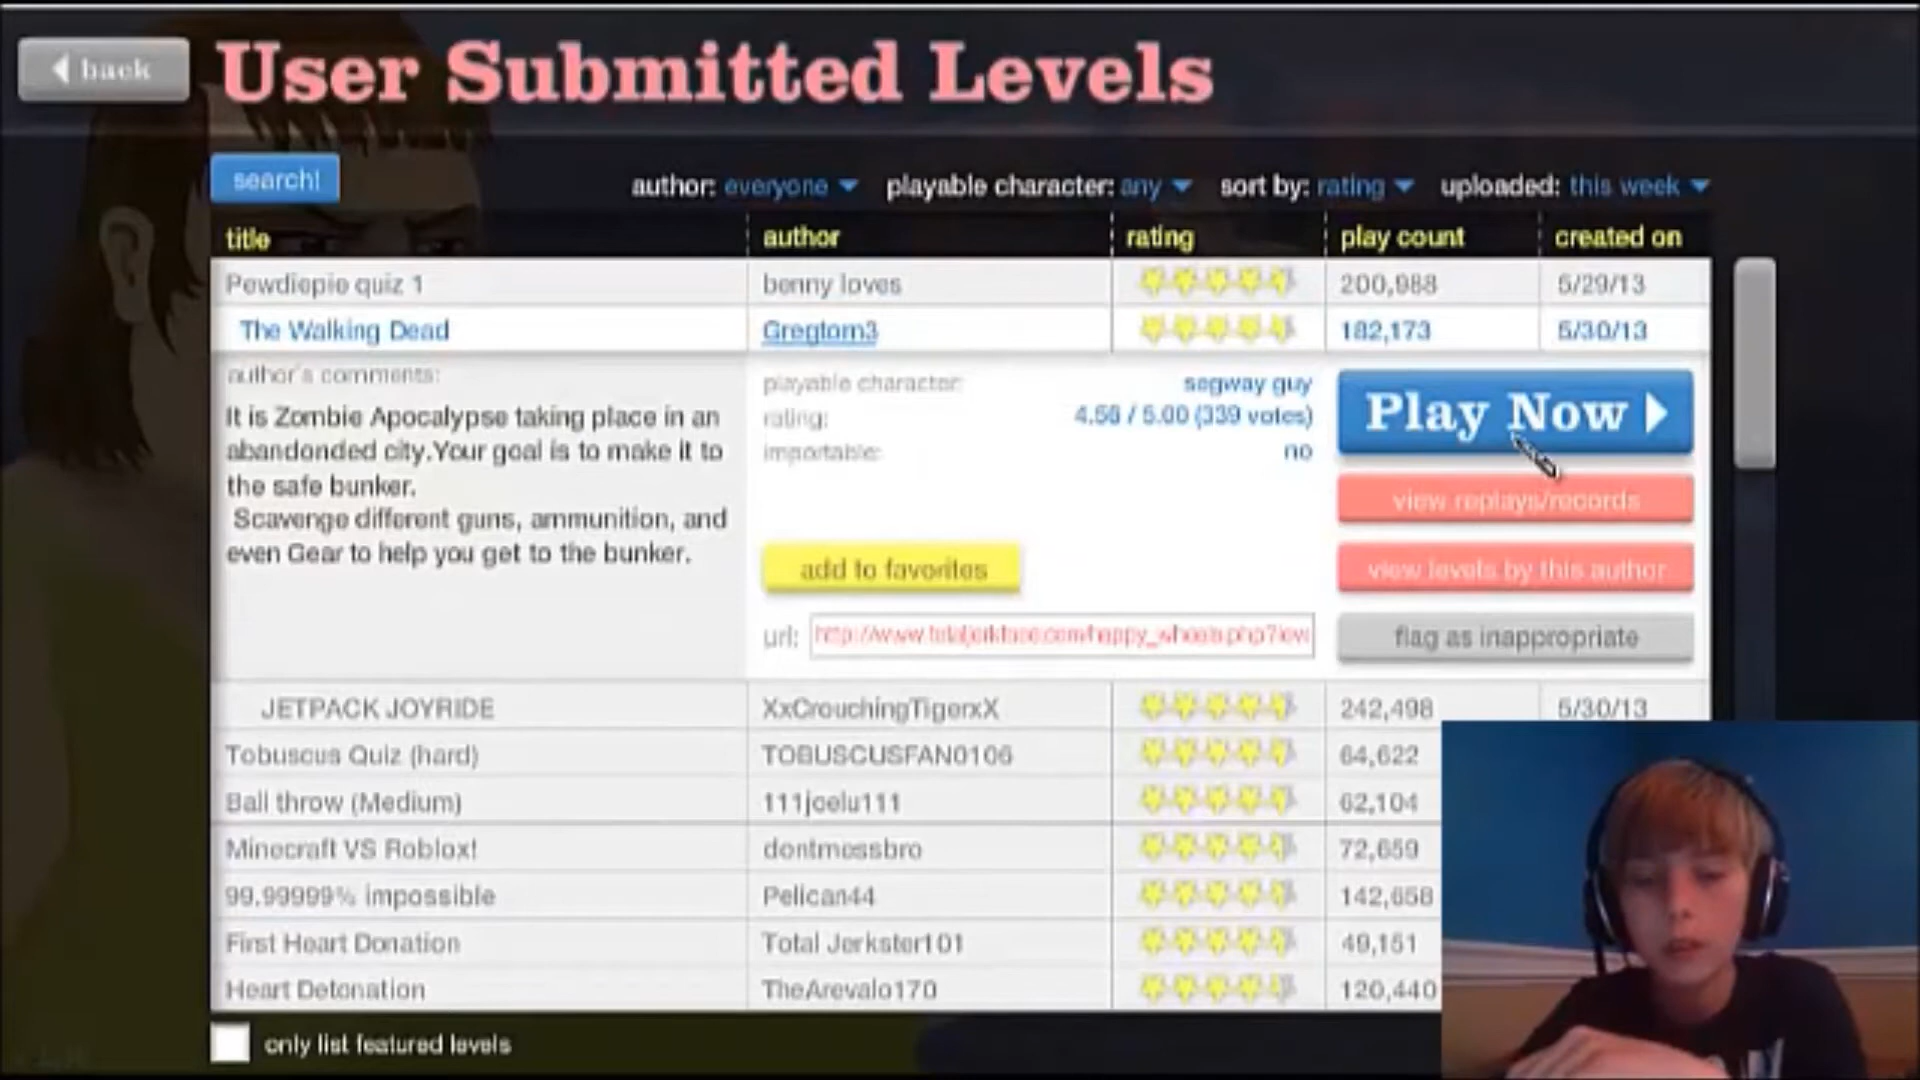 back
User Submitted Levels
search!
author: everyone playable character: any sort by: rating uploaded: this week
title author rating play count created on
Pewdiepie quiz 1 benny loves 200,988 5/29/13
The Walking Dead Gregtom3 182,173 5/30/13
author's comments:
It is Zombie Apocalypse taking place in an
abandonded city.Your goal is to make it to
the safe bunker.
Scavenge different guns, ammunition, and
even Gear to help you get to the bunker.
playable character: segway guy
rating: 4.56 / 5.00 (339 votes)
importable: no
add to favorites
url: http://www.totaljerkface.com/happy_wheels.php?leve
Play Now
view replays/records
view levels by this author
flag as inappropriate
JETPACK JOYRIDE XxCrouchingTigerxX 242,498 5/30/13
Tobuscus Quiz (hard) TOBUSCUSFAN0106 64,622
Ball throw (Medium) 111joelu111 62,104
Minecraft VS Roblox! dontmessbro 72,659
99.99999% impossible Pelican44 142,658
First Heart Donation Total Jerkster101 49,151
Heart Detonation TheArevalo170 120,440
only list featured levels